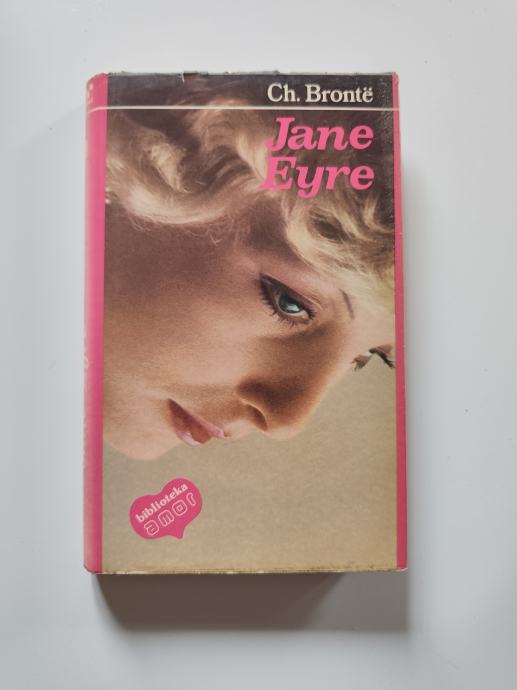 Ch. Brontë
Jane
Eyre
biblioteka
amor